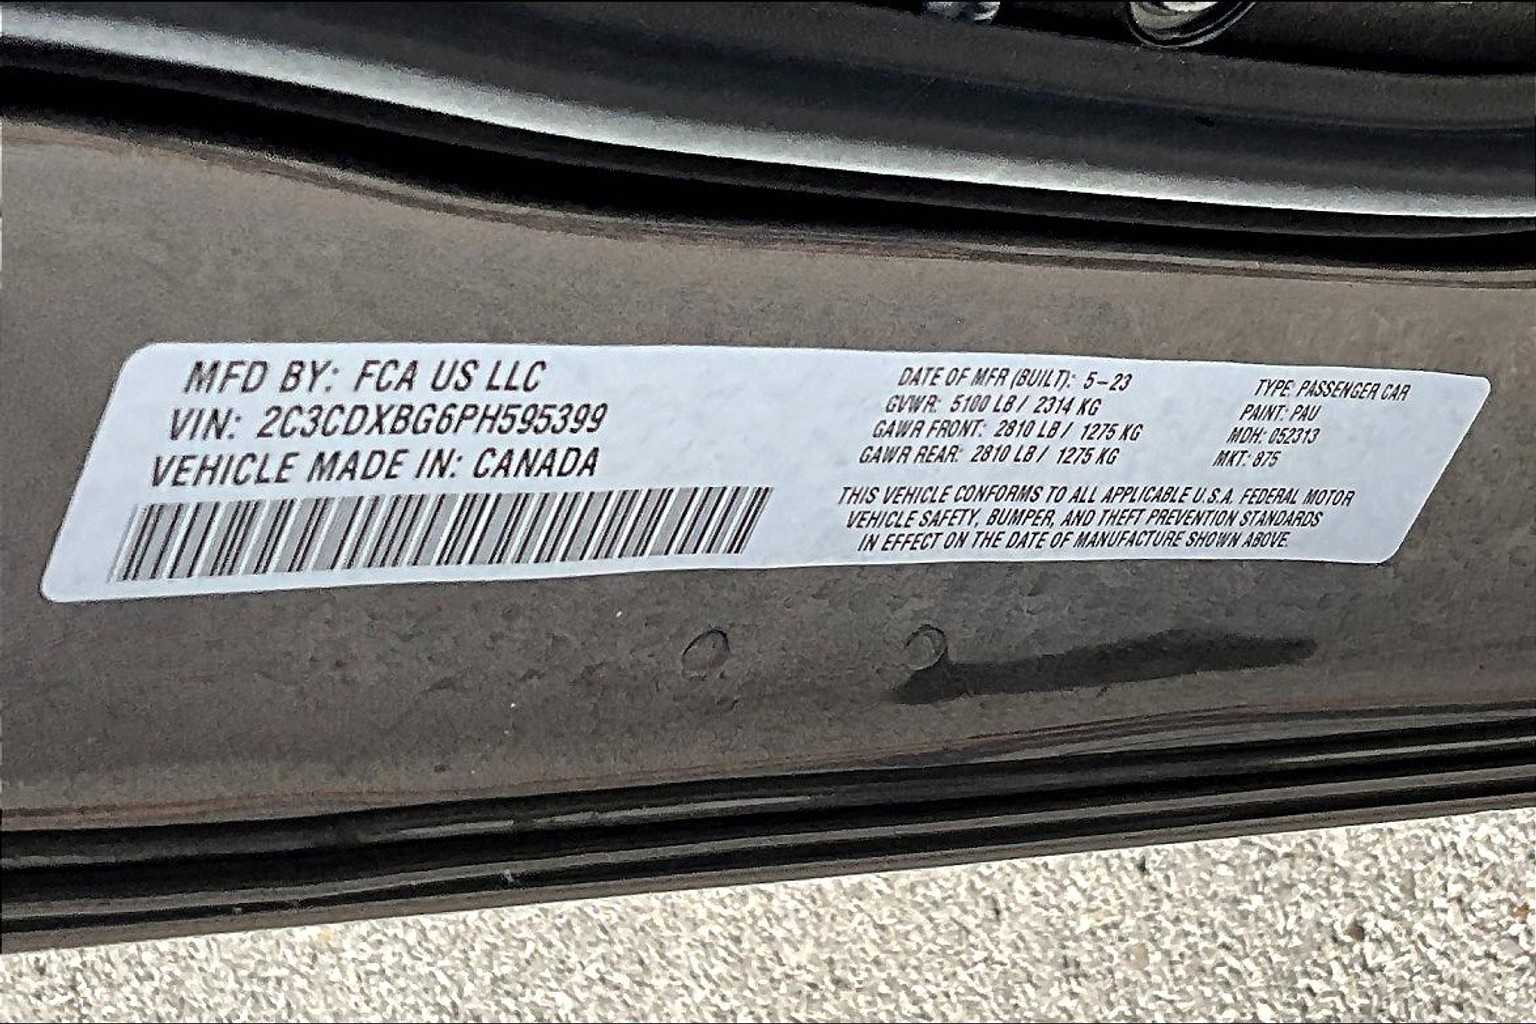 MFD BY: FCA US LLC
VIN: 2C3CDXBG6PH595399
VEHICLE MADE IN: CANADA
DATE OF MFR (BUILT): 5-23
GVWR: 5100 LB / 2314 KG
GAWR FRONT: 2810 LB / 1275 KG
GAWR REAR: 2810 LB / 1275 KG
TYPE: PASSENGER CAR
PAINT: PAU
MDH: 052313
MKT: 875
THIS VEHICLE CONFORMS TO ALL APPLICABLE U.S.A. FEDERAL MOTOR
VEHICLE SAFETY, BUMPER, AND THEFT PREVENTION STANDARDS
IN EFFECT ON THE DATE OF MANUFACTURE SHOWN ABOVE